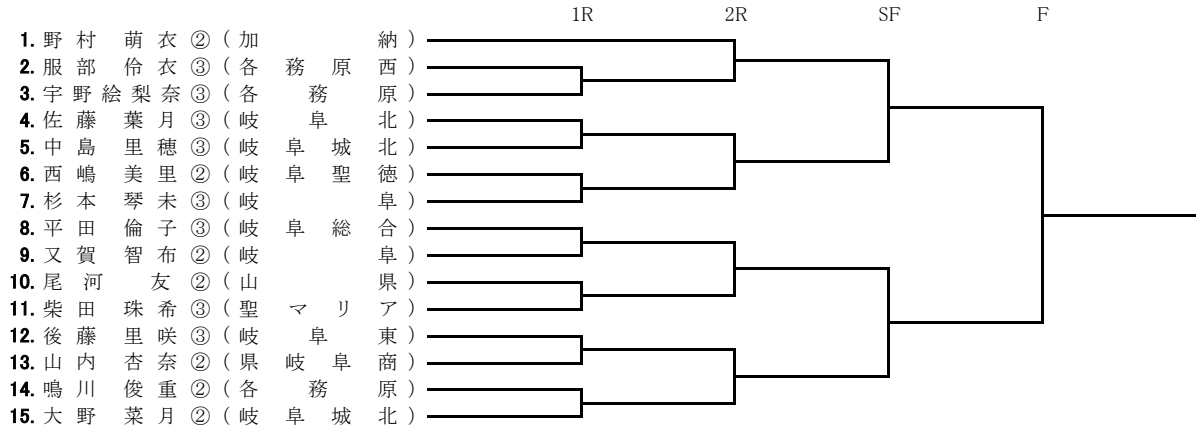 1R 2R SF F
1. 野村 萌衣 ② (加納)
2. 服部 伶衣 ③ (各務原西)
3. 宇野絵梨奈 ③ (各務原)
4. 佐藤 葉月 ③ (岐阜北)
5. 中島 里穂 ③ (岐阜城北)
6. 西嶋 美里 ② (岐阜聖徳)
7. 杉本 琴未 ③ (岐阜)
8. 平田 倫子 ③ (岐阜総合)
9. 又賀 智布 ② (岐阜)
10. 尾河 友 ② (山県)
11. 柴田 珠希 ③ (聖マリア)
12. 後藤 里咲 ③ (岐阜東)
13. 山内 杏奈 ② (県岐阜商)
14. 鳴川 俊重 ② (各務原)
15. 大野 菜月 ② (岐阜城北)